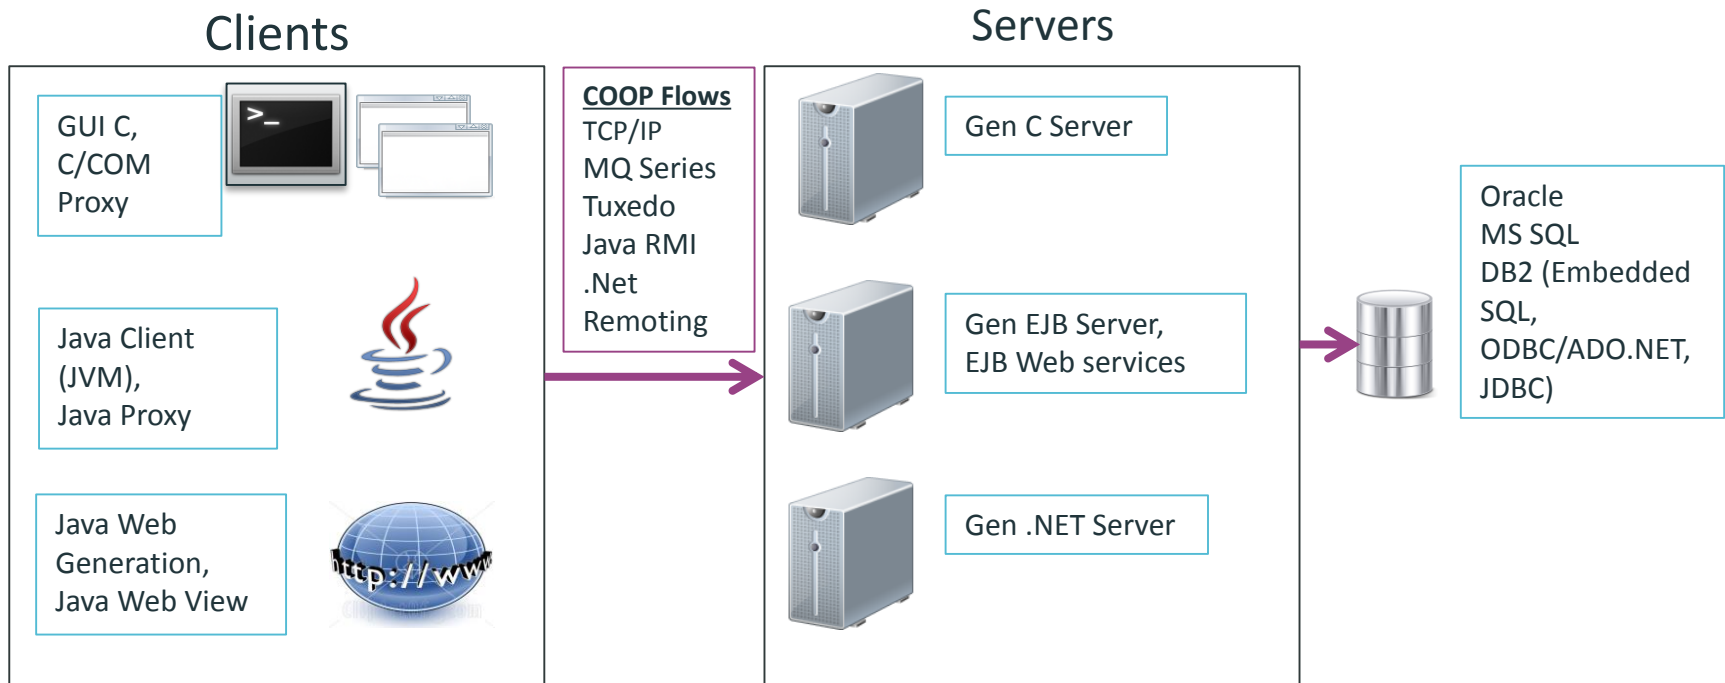 Clients
Servers
GUI C,
C/COM
Proxy
>_
Java Client
(JVM),
Java Proxy
Java Web
Generation,
Java Web View
http://www
COOP Flows
TCP/IP
MQ Series
Tuxedo
Java RMI
.Net
Remoting
Gen C Server
Gen EJB Server,
EJB Web services
Gen .NET Server
Oracle
MS SQL
DB2 (Embedded
SQL,
ODBC/ADO.NET,
JDBC)